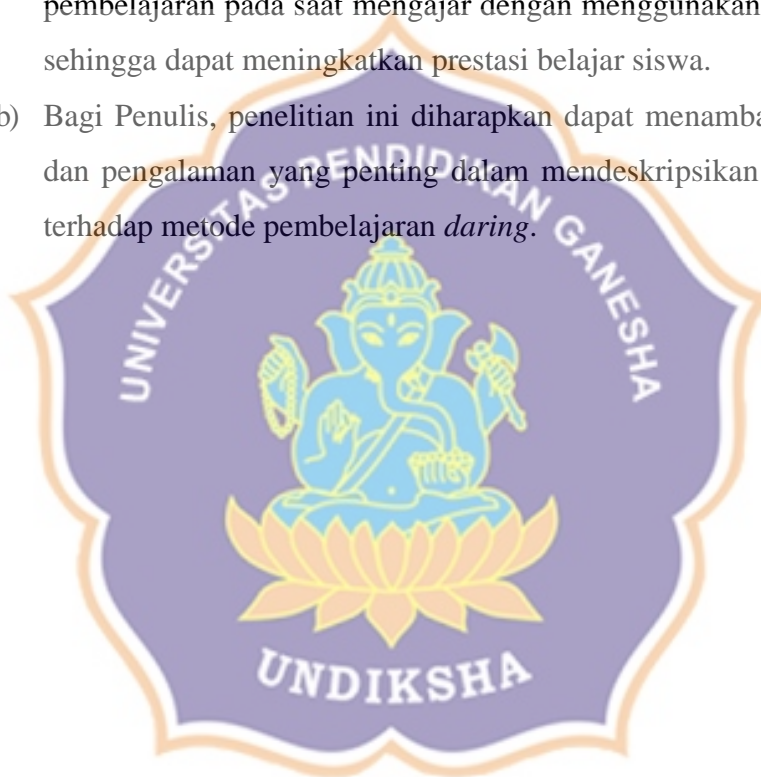 pembelajaran pada saat mengajar dengan menggunakan
sehingga dapat meningkatkan prestasi belajar siswa.
b) Bagi Penulis, penelitian ini diharapkan dapat menamba
dan pengalaman yang penting dalam mendeskripsikan
terhadap metode pembelajaran daring.
UNIVERSITAS PENDIDIKAN GANESHA
UNDIKSHA